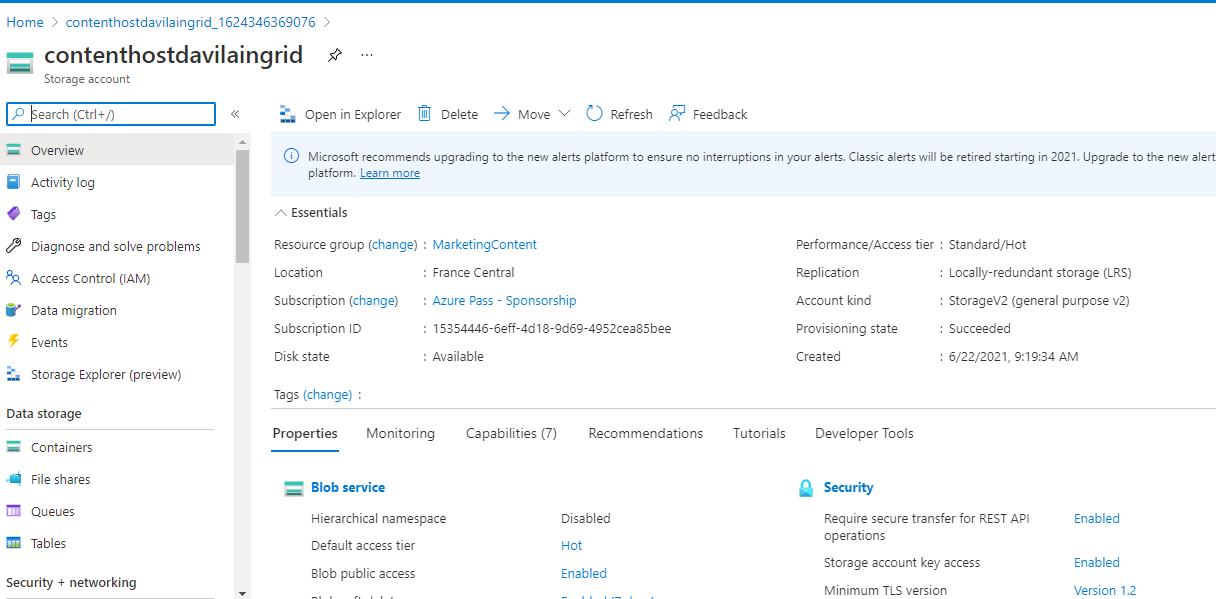 Home > contenthostdavilaingrid_1624346369076 >
contenthostdavilaingrid
Storage account
Search (Ctrl+/)
«
Overview
Activity log
Tags
Diagnose and solve problems
Access Control (IAM)
Data migration
Events
Storage Explorer (preview)
Data storage
Containers
File shares
Queues
Tables
Security + networking
Open in Explorer Delete Move Refresh Feedback
Microsoft recommends upgrading to the new alerts platform to ensure no interruptions in your alerts. Classic alerts will be retired starting in 2021. Upgrade to the new alert
platform. Learn more
Essentials
Resource group (change) : MarketingContent
Location : France Central
Subscription (change) : Azure Pass - Sponsorship
Subscription ID : 15354446-6eff-4d18-9d69-4952cea85bee
Disk state : Available
Performance/Access tier : Standard/Hot
Replication : Locally-redundant storage (LRS)
Account kind : StorageV2 (general purpose v2)
Provisioning state : Succeeded
Created : 6/22/2021, 9:19:34 AM
Tags (change) :
Properties Monitoring Capabilities (7) Recommendations Tutorials Developer Tools
Blob service
Hierarchical namespace Disabled
Default access tier Hot
Blob public access Enabled
Security
Require secure transfer for REST API Enabled
operations
Storage account key access Enabled
Minimum TLS version Version 1.2